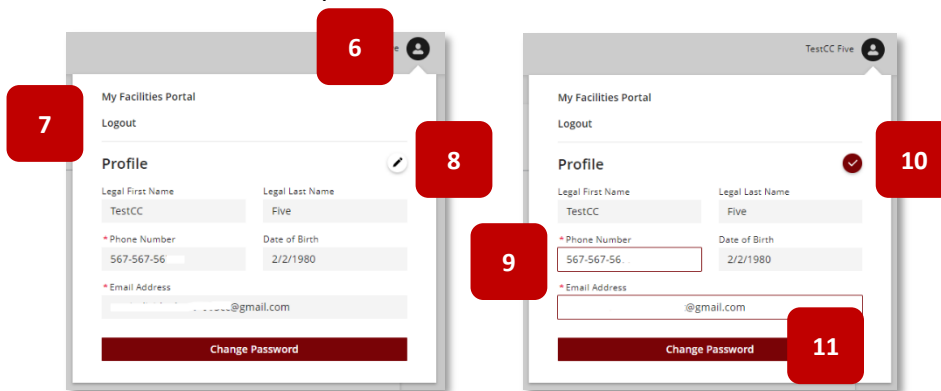 6
7
My Facilities Portal
Logout
Profile
8
Legal First Name Legal Last Name
TestCC Five
* Phone Number Date of Birth
567-567-56 2/2/1980
* Email Address
@gmail.com
Change Password
TestCC Five
My Facilities Portal
Logout
Profile
10
Legal First Name Legal Last Name
TestCC Five
9
* Phone Number Date of Birth
567-567-56 2/2/1980
* Email Address
@gmail.com
Change Password
11